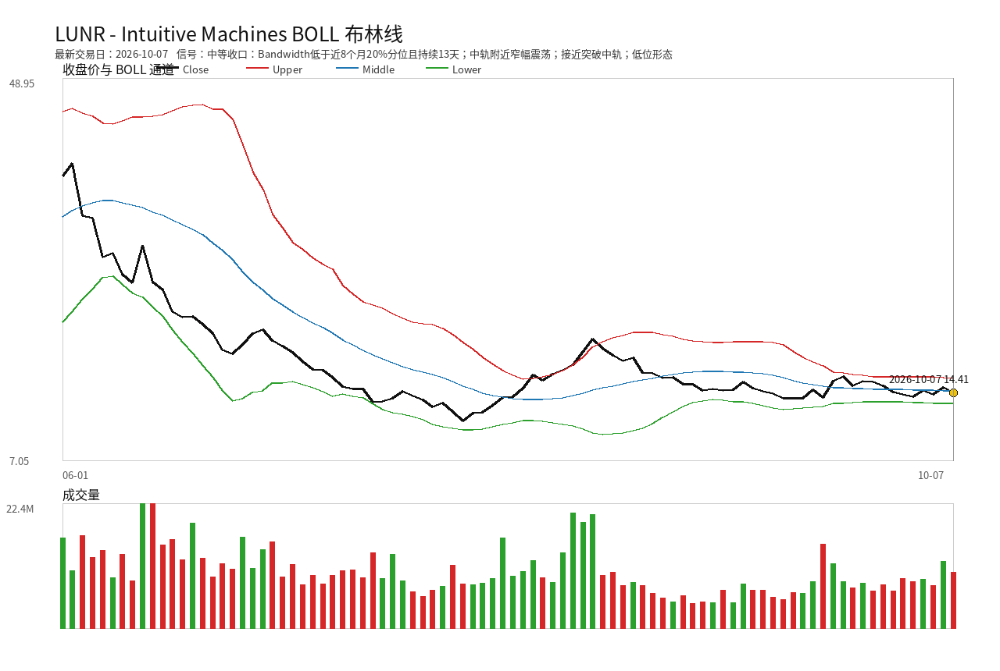 LUNR - Intuitive Machines BOLL 布林线
最新交易日：2026-10-07 信号：中等收口：Bandwidth低于近8个月20%分位且持续13天；中轨附近窄幅震荡；接近突破中轨；低位形态
收盘价与 BOLL 通道 Close Upper Middle Lower
48.95
2026-10-07 14.41
7.05
06-01 10-07
成交量
22.4M